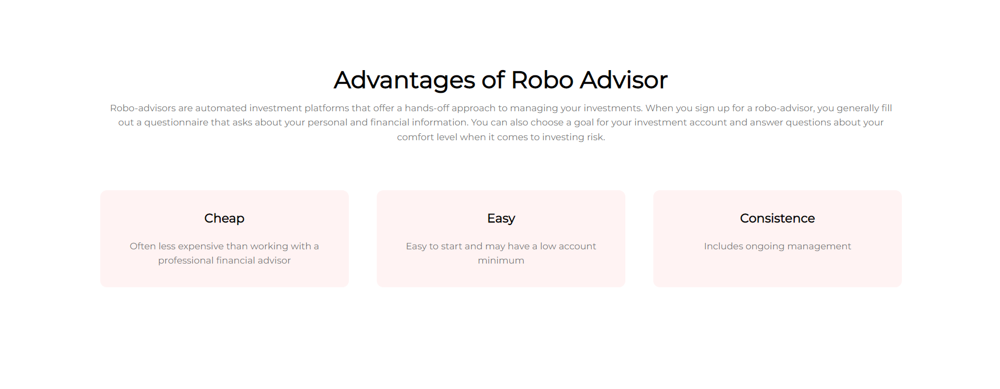 Advantages of Robo Advisor
Robo-advisors are automated investment platforms that offer a hands-off approach to managing your investments. When you sign up for a robo-advisor, you generally fill
out a questionnaire that asks about your personal and financial information. You can also choose a goal for your investment account and answer questions about your
comfort level when it comes to investing risk.
Cheap
Often less expensive than working with a
professional financial advisor
Easy
Easy to start and may have a low account
minimum
Consistence
Includes ongoing management